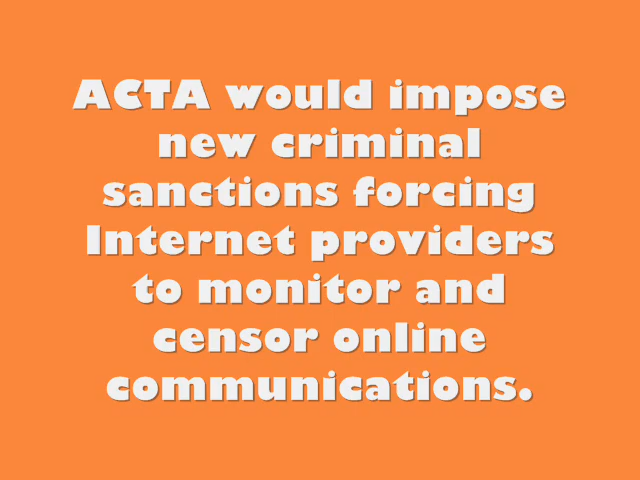 ACTA would impose
new criminal
sanctions forcing
Internet providers
to monitor and
censor online
communications.